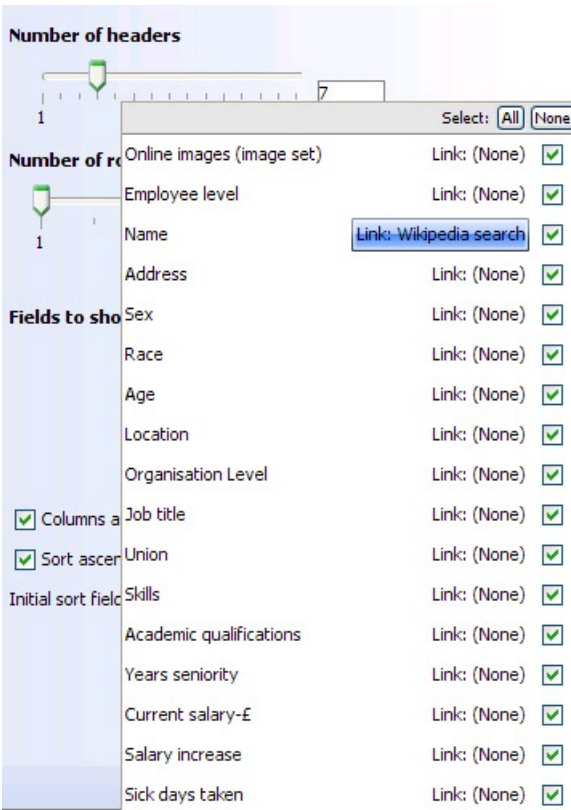 Number of headers
7
1
Select: All None
Online images (image set) Link: (None)
Number of ro
Employee level Link: (None)
Name Link: Wikipedia search
1
Address Link: (None)
Fields to sho
Sex Link: (None)
Race Link: (None)
Age Link: (None)
Location Link: (None)
Organisation Level Link: (None)
Columns a
Job title Link: (None)
Sort ascen
Union Link: (None)
Initial sort field
Skills Link: (None)
Academic qualifications Link: (None)
Years seniority Link: (None)
Current salary-£ Link: (None)
Salary increase Link: (None)
Sick days taken Link: (None)